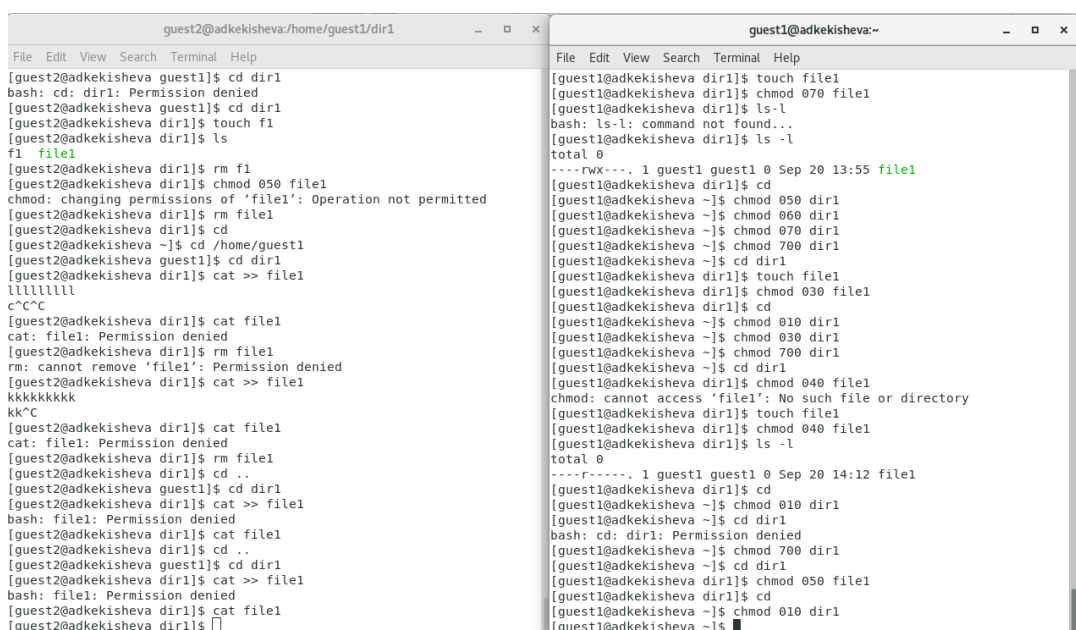 guest2@adkekisheva:/home/guest1/dir1
File Edit View Search Terminal Help
[guest2@adkekisheva guest1]$ cd dir1
bash: cd: dir1: Permission denied
[guest2@adkekisheva guest1]$ cd dir1
[guest2@adkekisheva dir1]$ touch f1
[guest2@adkekisheva dir1]$ ls
f1 file1
[guest2@adkekisheva dir1]$ rm f1
[guest2@adkekisheva dir1]$ chmod 050 file1
chmod: changing permissions of ‘file1’: Operation not permitted
[guest2@adkekisheva dir1]$ rm file1
[guest2@adkekisheva dir1]$ cd
[guest2@adkekisheva ~]$ cd /home/guest1
[guest2@adkekisheva guest1]$ cd dir1
[guest2@adkekisheva dir1]$ cat >> file1
lllllllll
c^C^C
[guest2@adkekisheva dir1]$ cat file1
cat: file1: Permission denied
[guest2@adkekisheva dir1]$ rm file1
rm: cannot remove ‘file1’: Permission denied
[guest2@adkekisheva dir1]$ cat >> file1
kkkkkkkkk
kk^C
[guest2@adkekisheva dir1]$ cat file1
cat: file1: Permission denied
[guest2@adkekisheva dir1]$ rm file1
[guest2@adkekisheva dir1]$ cd ..
[guest2@adkekisheva guest1]$ cd dir1
[guest2@adkekisheva dir1]$ cat >> file1
bash: file1: Permission denied
[guest2@adkekisheva dir1]$ cat file1
[guest2@adkekisheva dir1]$ cd ..
[guest2@adkekisheva guest1]$ cd dir1
[guest2@adkekisheva dir1]$ cat >> file1
bash: file1: Permission denied
[guest2@adkekisheva dir1]$ cat file1
[guest2@adkekisheva dir1]$
guest1@adkekisheva:~
File Edit View Search Terminal Help
[guest1@adkekisheva dir1]$ touch file1
[guest1@adkekisheva dir1]$ chmod 070 file1
[guest1@adkekisheva dir1]$ ls-l
bash: ls-l: command not found...
[guest1@adkekisheva dir1]$ ls -l
total 0
----rwx---. 1 guest1 guest1 0 Sep 20 13:55 file1
[guest1@adkekisheva dir1]$ cd
[guest1@adkekisheva ~]$ chmod 050 dir1
[guest1@adkekisheva ~]$ chmod 060 dir1
[guest1@adkekisheva ~]$ chmod 070 dir1
[guest1@adkekisheva ~]$ chmod 700 dir1
[guest1@adkekisheva ~]$ cd dir1
[guest1@adkekisheva dir1]$ touch file1
[guest1@adkekisheva dir1]$ chmod 030 file1
[guest1@adkekisheva dir1]$ cd
[guest1@adkekisheva ~]$ chmod 010 dir1
[guest1@adkekisheva ~]$ chmod 030 dir1
[guest1@adkekisheva ~]$ chmod 700 dir1
[guest1@adkekisheva ~]$ cd dir1
[guest1@adkekisheva dir1]$ chmod 040 file1
chmod: cannot access ‘file1’: No such file or directory
[guest1@adkekisheva dir1]$ touch file1
[guest1@adkekisheva dir1]$ chmod 040 file1
[guest1@adkekisheva dir1]$ ls -l
total 0
----r-----. 1 guest1 guest1 0 Sep 20 14:12 file1
[guest1@adkekisheva dir1]$ cd
[guest1@adkekisheva ~]$ chmod 010 dir1
[guest1@adkekisheva ~]$ cd dir1
bash: cd: dir1: Permission denied
[guest1@adkekisheva ~]$ chmod 700 dir1
[guest1@adkekisheva ~]$ cd dir1
[guest1@adkekisheva dir1]$ chmod 050 file1
[guest1@adkekisheva dir1]$ cd
[guest1@adkekisheva ~]$ chmod 010 dir1
[guest1@adkekisheva ~]$